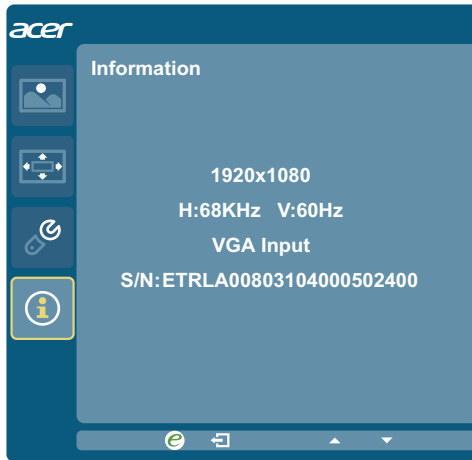 acer
Information
1920x1080
H:68KHz V:60Hz
VGA Input
S/N:ETRLA00803104000502400
e